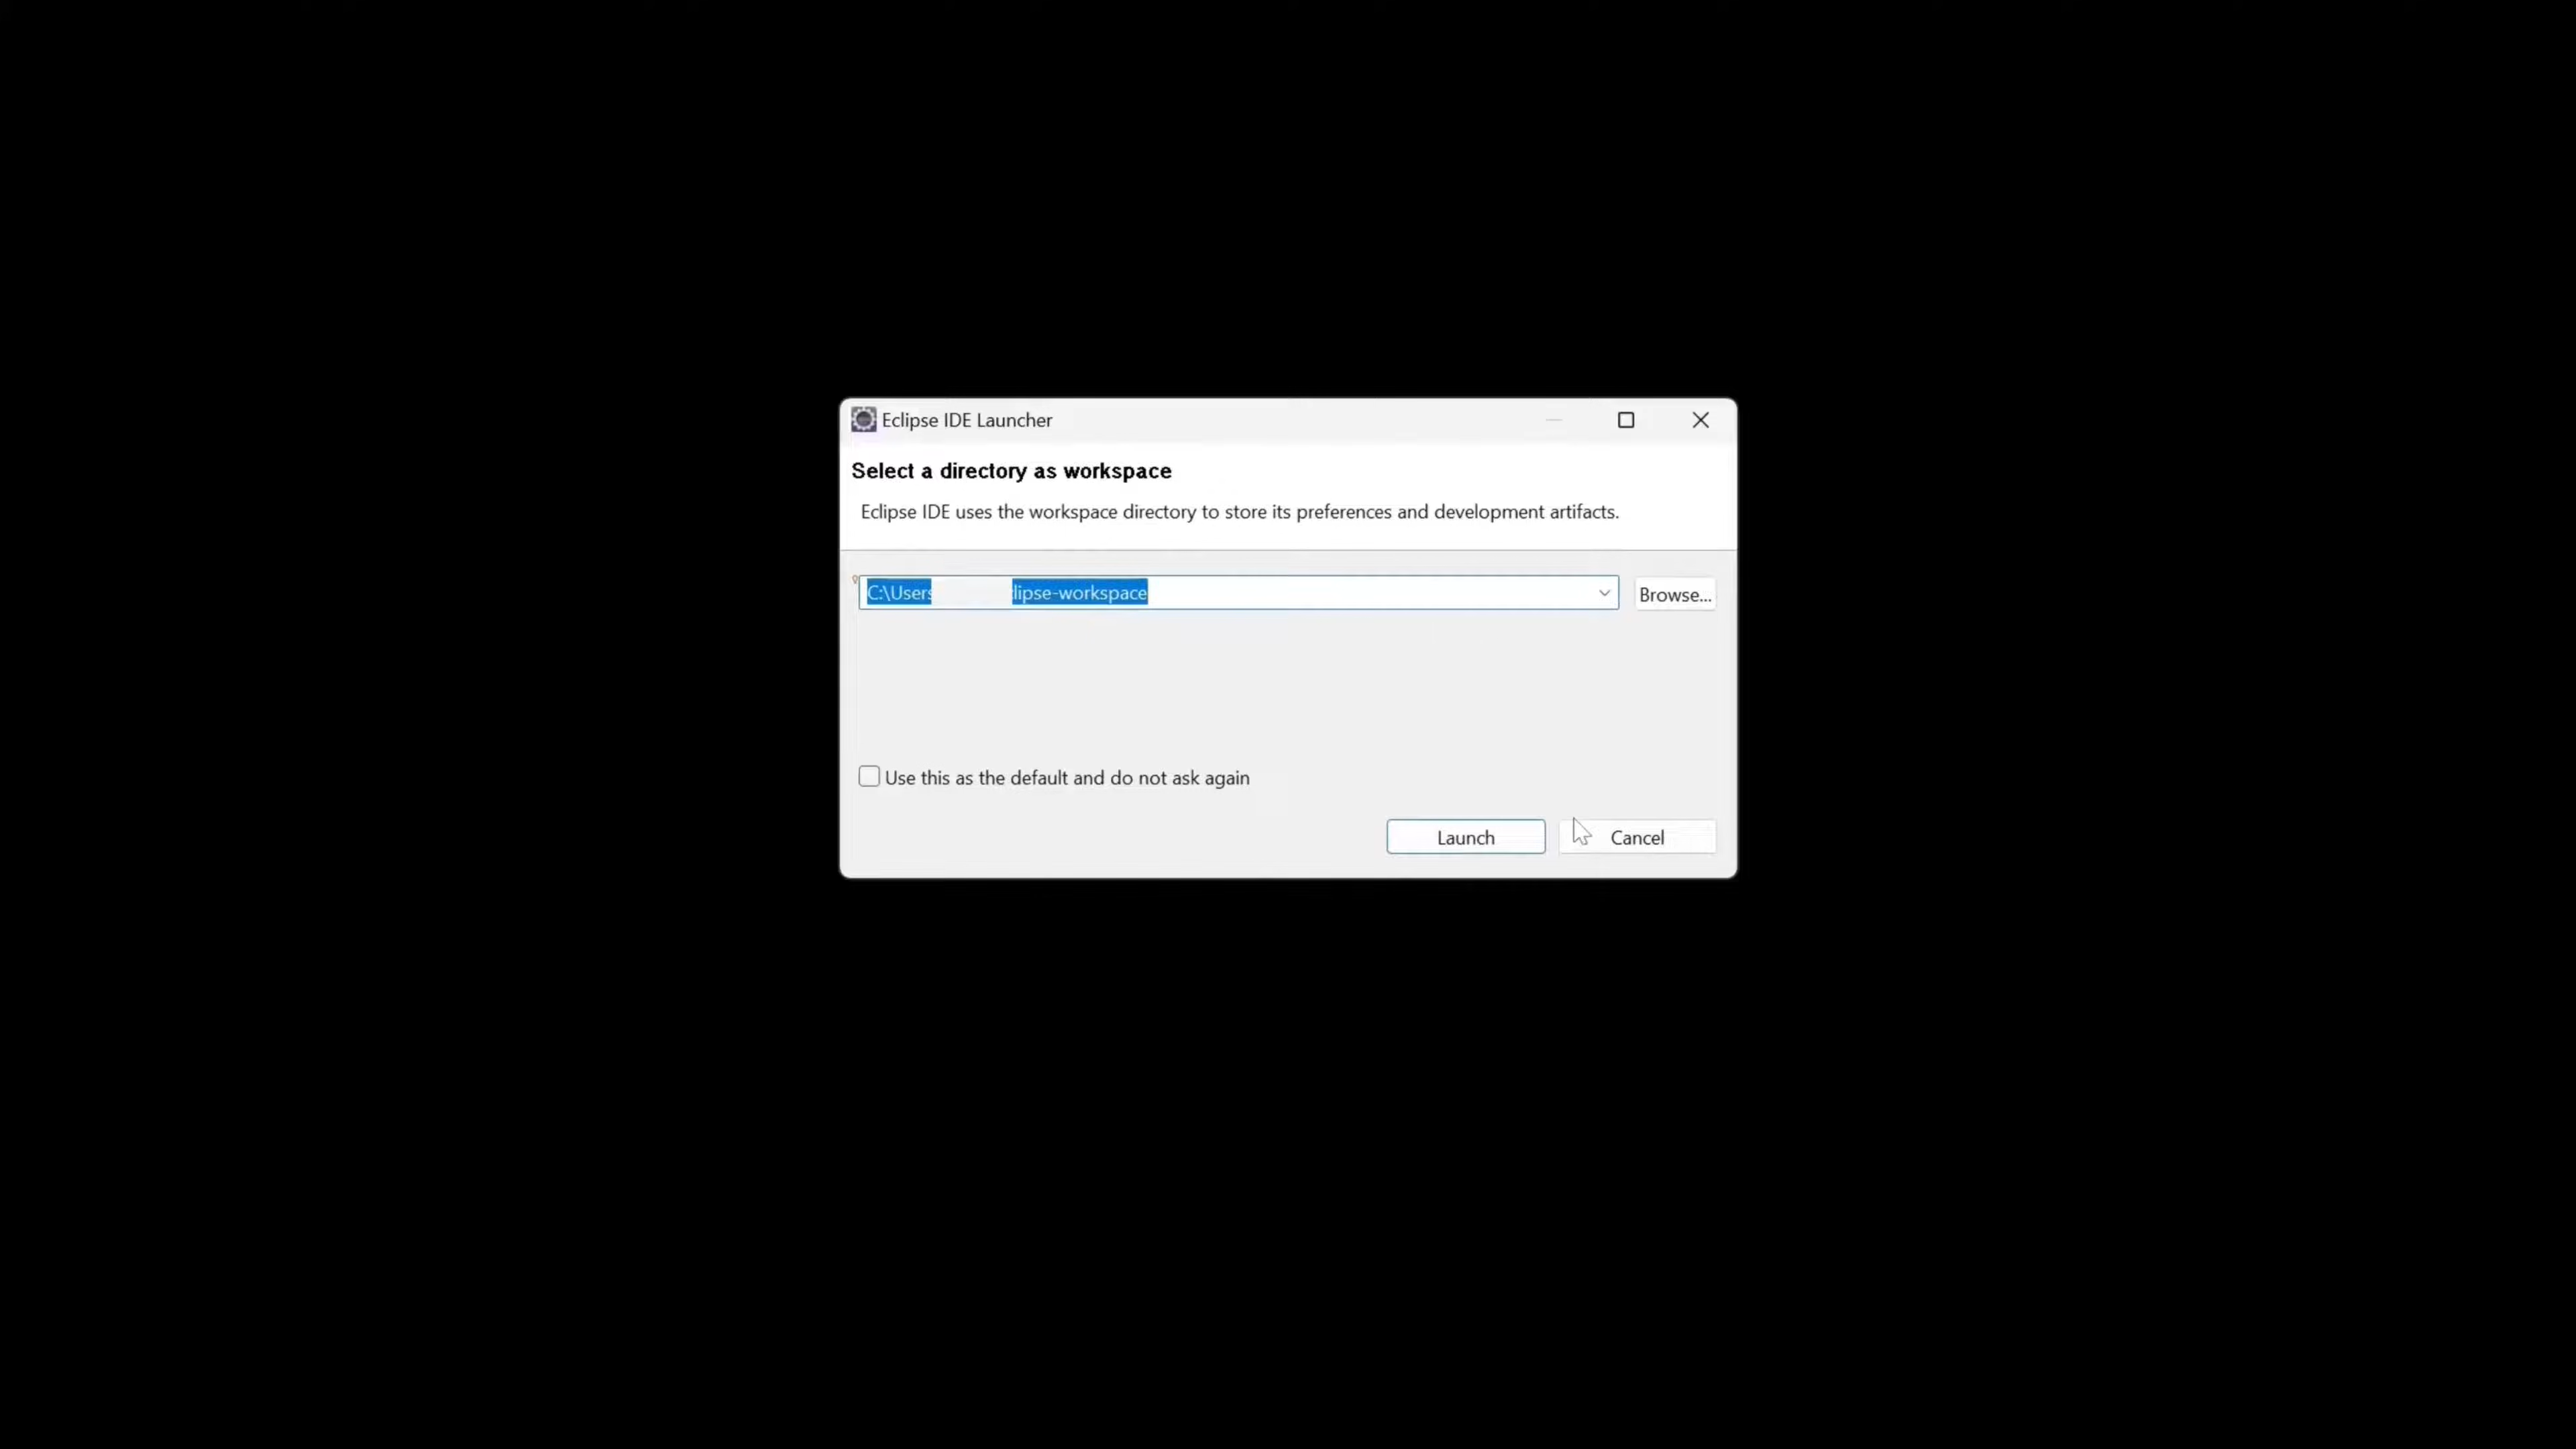 Eclipse IDE Launcher
Select a directory as workspace
Eclipse IDE uses the workspace directory to store its preferences and development artifacts.
C:\Users lipse-workspace
Browse...
Use this as the default and do not ask again
Launch
Cancel